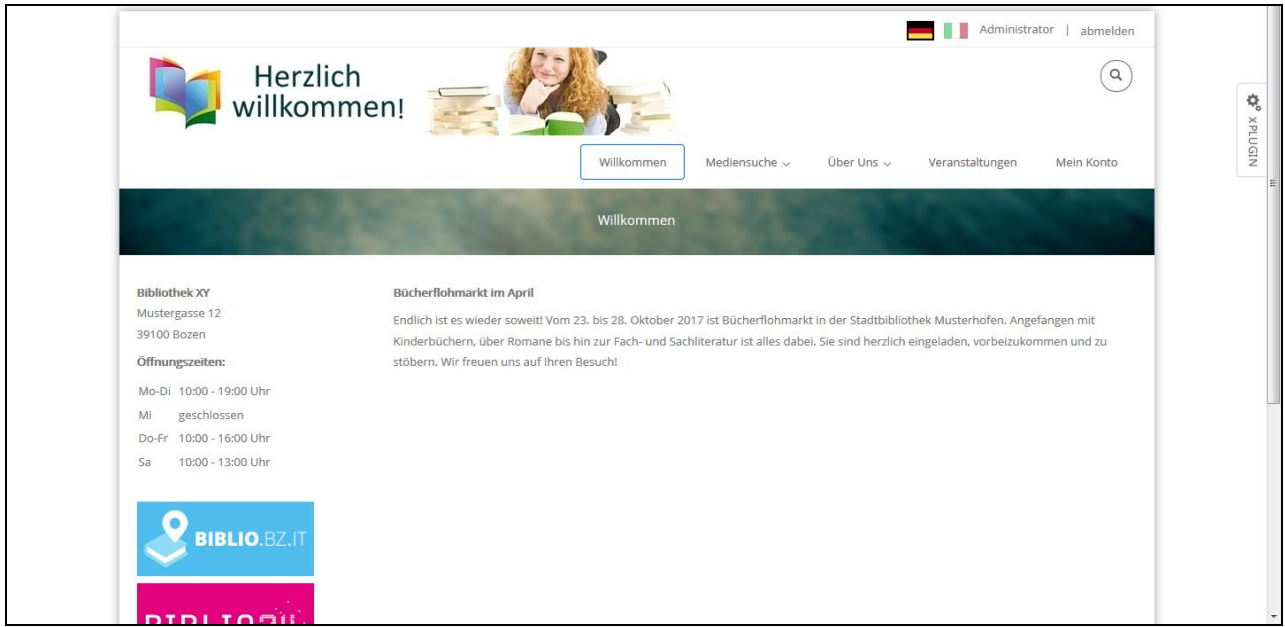 Administrator | abmelden
Herzlich
willkommen!
Willkommen Mediensuche Über Uns Veranstaltungen Mein Konto
XPLUGIN
Willkommen
Bibliothek XY
Mustergasse 12
39100 Bozen
Öffnungszeiten:
Mo-Di 10:00 - 19:00 Uhr
Mi geschlossen
Do-Fr 10:00 - 16:00 Uhr
Sa 10:00 - 13:00 Uhr
BIBLIO.BZ.IT
Bücherflohmarkt im April
Endlich ist es wieder soweit! Vom 23. bis 28. Oktober 2017 ist Bücherflohmarkt in der Stadtbibliothek Musterhofen. Angefangen mit
Kinderbüchern, über Romane bis hin zur Fach- und Sachliteratur ist alles dabei. Sie sind herzlich eingeladen, vorbeizukommen und zu
stöbern. Wir freuen uns auf Ihren Besuch!